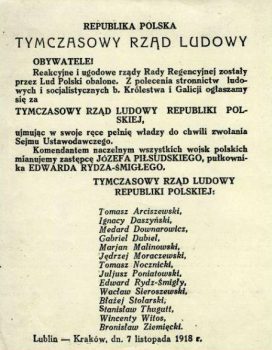 REPUBLIKA POLSKA
TYMCZASOWY RZĄD LUDOWY
OBYWATELE!
Reakcyjne i ugodowe rządy Rady Regencyjnej zostały
przez Lud Polski obalone. Z polecenia stronnictw ludo-
wych i socjalistycznych b. Królestwa i Galicji ogłaszamy
się za
TYMCZASOWY RZĄD LUDOWY REPUBLIKI POL-
SKIEJ,
ujmując w swoje ręce pełnię władzy do chwili zwołania
Sejmu Ustawodawczego.
Komendantem naczelnym wszystkich wojsk polskich
mianujemy zastępcę JÓZEFA PIŁSUDSKIEGO, pułkowni-
ka EDWARDA RYDZA-ŚMIGŁEGO.
TYMCZASOWY RZĄD LUDOWY
REPUBLIKI POLSKIEJ:
Tomasz Arciszewski,
Ignacy Daszyński,
Medard Downarowicz,
Gabriel Dubiel,
Marjan Malinowski,
Jędrzej Moraczewski,
Tomasz Nocznicki,
Juljusz Poniatowski,
Edward Rydz-Śmigły,
Wacław Sieroszewski,
Błażej Stolarski,
Stanisław Thugutt,
Wincenty Witos,
Bronisław Ziemięcki.
Lublin — Kraków, dn. 7 listopada 1918 r.